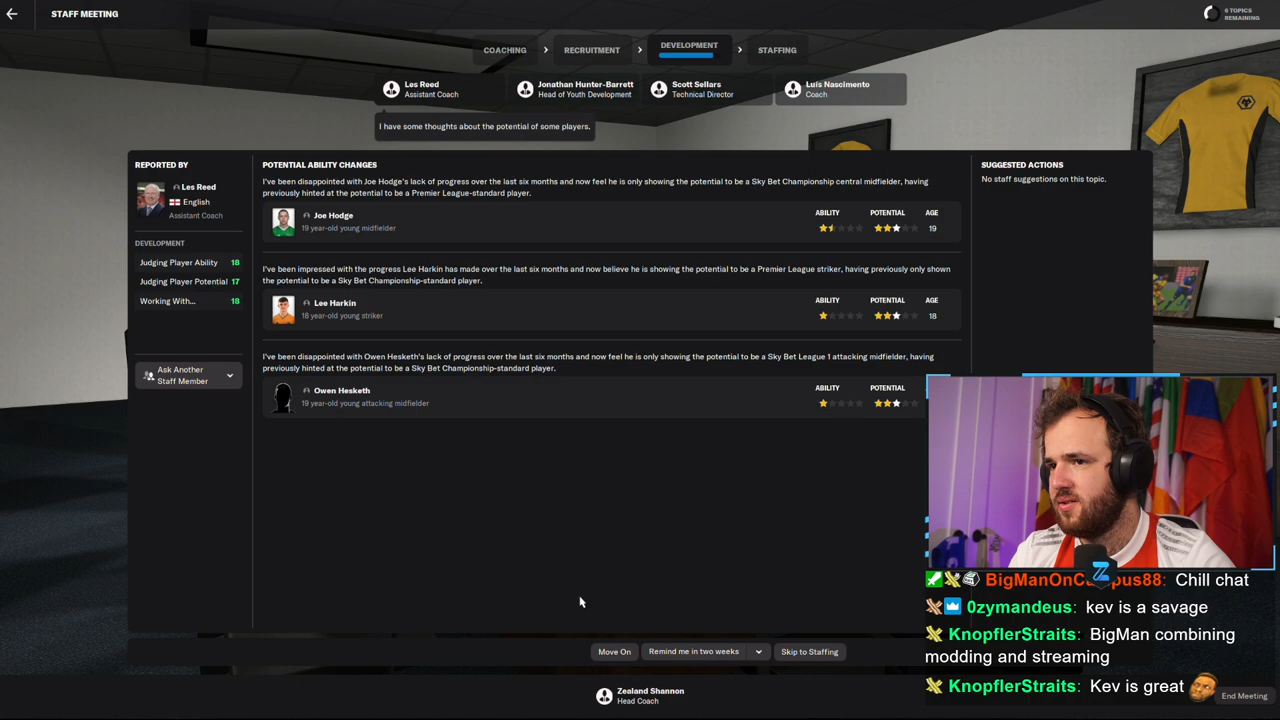 STAFF MEETING
6 TOPICS
REMAINING
COACHING
RECRUITMENT
DEVELOPMENT
STAFFING
Les Reed
Assistant Coach
Jonathan Hunter-Barrett
Head of Youth Development
Scott Sellars
Technical Director
Luís Nascimento
Coach
I have some thoughts about the potential of some players.
REPORTED BY
Les Reed
English
Assistant Coach
DEVELOPMENT
Judging Player Ability 18
Judging Player Potential 17
Working With... 18
Ask Another
Staff Member
POTENTIAL ABILITY CHANGES
I've been disappointed with Joe Hodge's lack of progress over the last six months and now feel he is only showing the potential to be a Sky Bet Championship central midfielder, having
previously hinted at the potential to be a Premier League-standard player.
Joe Hodge
19 year-old young midfielder
ABILITY POTENTIAL AGE
19
I've been impressed with the progress Lee Harkin has made over the last six months and now believe he is showing the potential to be a Premier League striker, having previously only shown
the potential to be a Sky Bet Championship-standard player.
Lee Harkin
18 year-old young striker
ABILITY POTENTIAL AGE
18
I've been disappointed with Owen Hesketh's lack of progress over the last six months and now feel he is only showing the potential to be a Sky Bet League 1 attacking midfielder, having
previously hinted at the potential to be a Sky Bet Championship-standard player.
Owen Hesketh
19 year-old young attacking midfielder
ABILITY POTENTIAL
SUGGESTED ACTIONS
No staff suggestions on this topic.
BigManOnCampus88: Chill chat
0zymandeus: kev is a savage
KnopflerStraits: BigMan combining
modding and streaming
KnopflerStraits: Kev is great
Move On
Remind me in two weeks
Skip to Staffing
Zealand Shannon
Head Coach
End Meeting